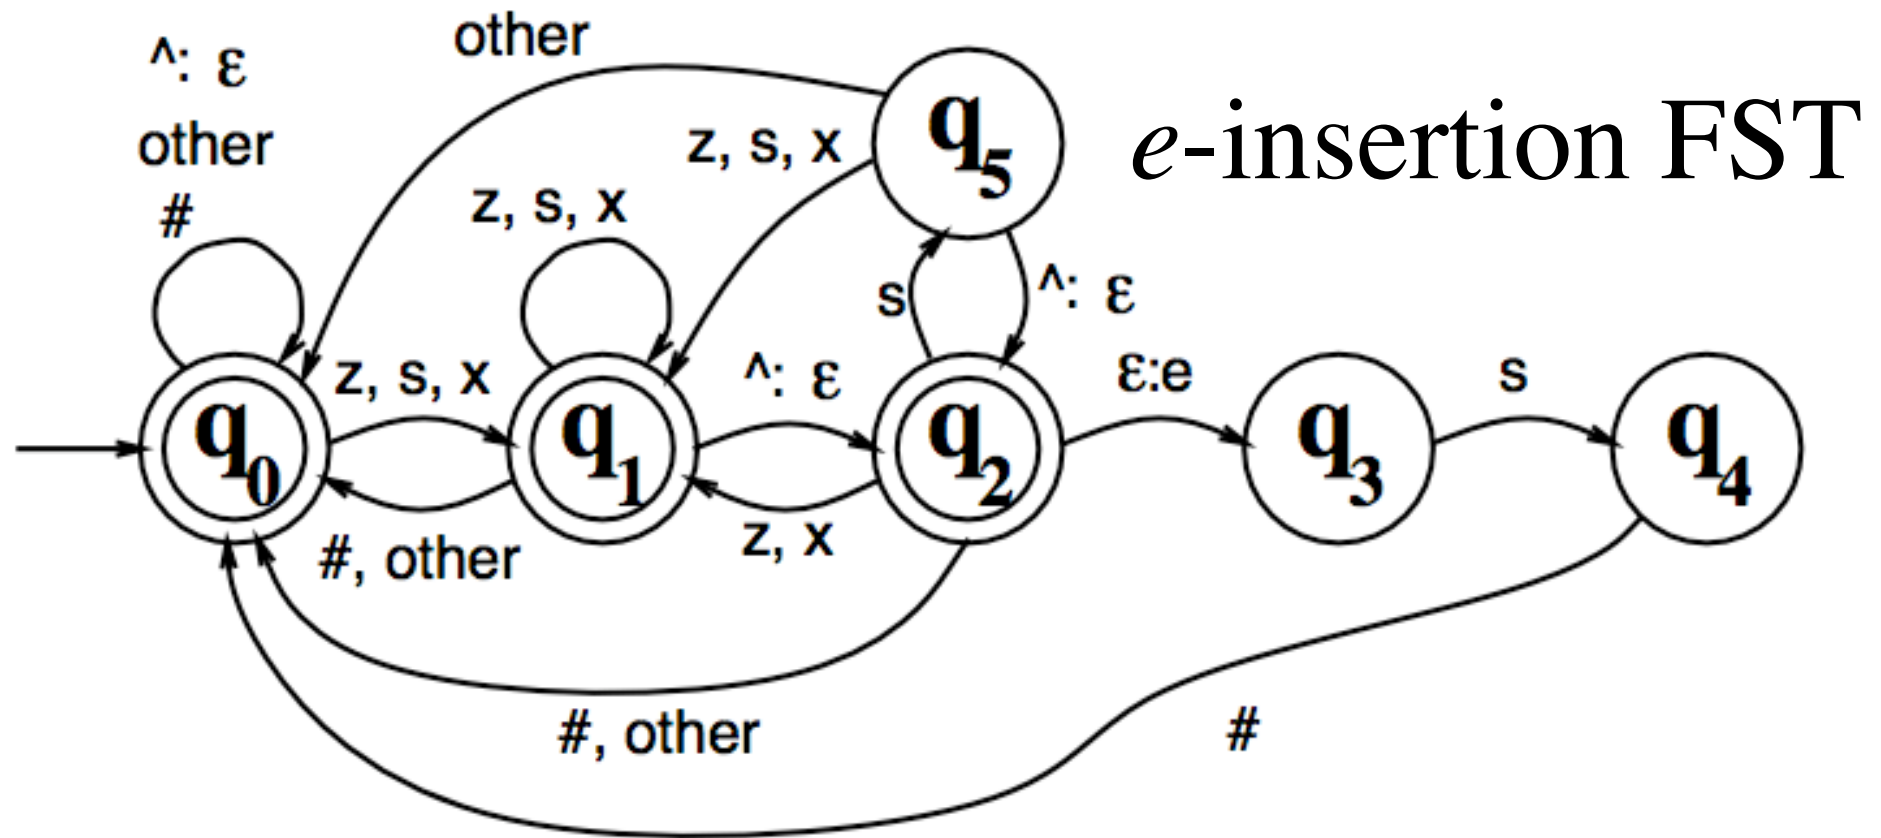 other
^: ε
other
#
z, s, x
z, s, x
q5
e-insertion FST
s
^: ε
z, s, x
^: ε
ε:e
s
q0
q1
q2
q3
q4
#, other
z, x
#, other
#